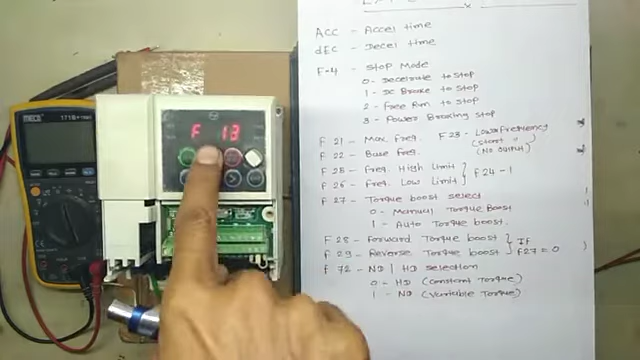 MECO
F 13
ACC - Accel time
dEC - Decel time
F-4 - Stop Mode
0 - Decelerate to stop
1 - DC Brake to stop
2 - Free Run to stop
3 - Power Braking stop
F 21 - Max Freq. F 23 - Low Frequency
(start)
F 22 - Base Freq. (No output)
F 25 - Freq. High Limit } F 24 - 1
F 26 - Freq. Low Limit
F 27 - Torque boost select
0 - Manual Torque Boost
1 - Auto Torque boost.
F 28 - Forward Torque boost } If
F 29 - Reverse Torque boost F27 = 0
F 72 - ND | HD selection
0 - HD (Constant Torque)
1 - ND (Variable Torque)